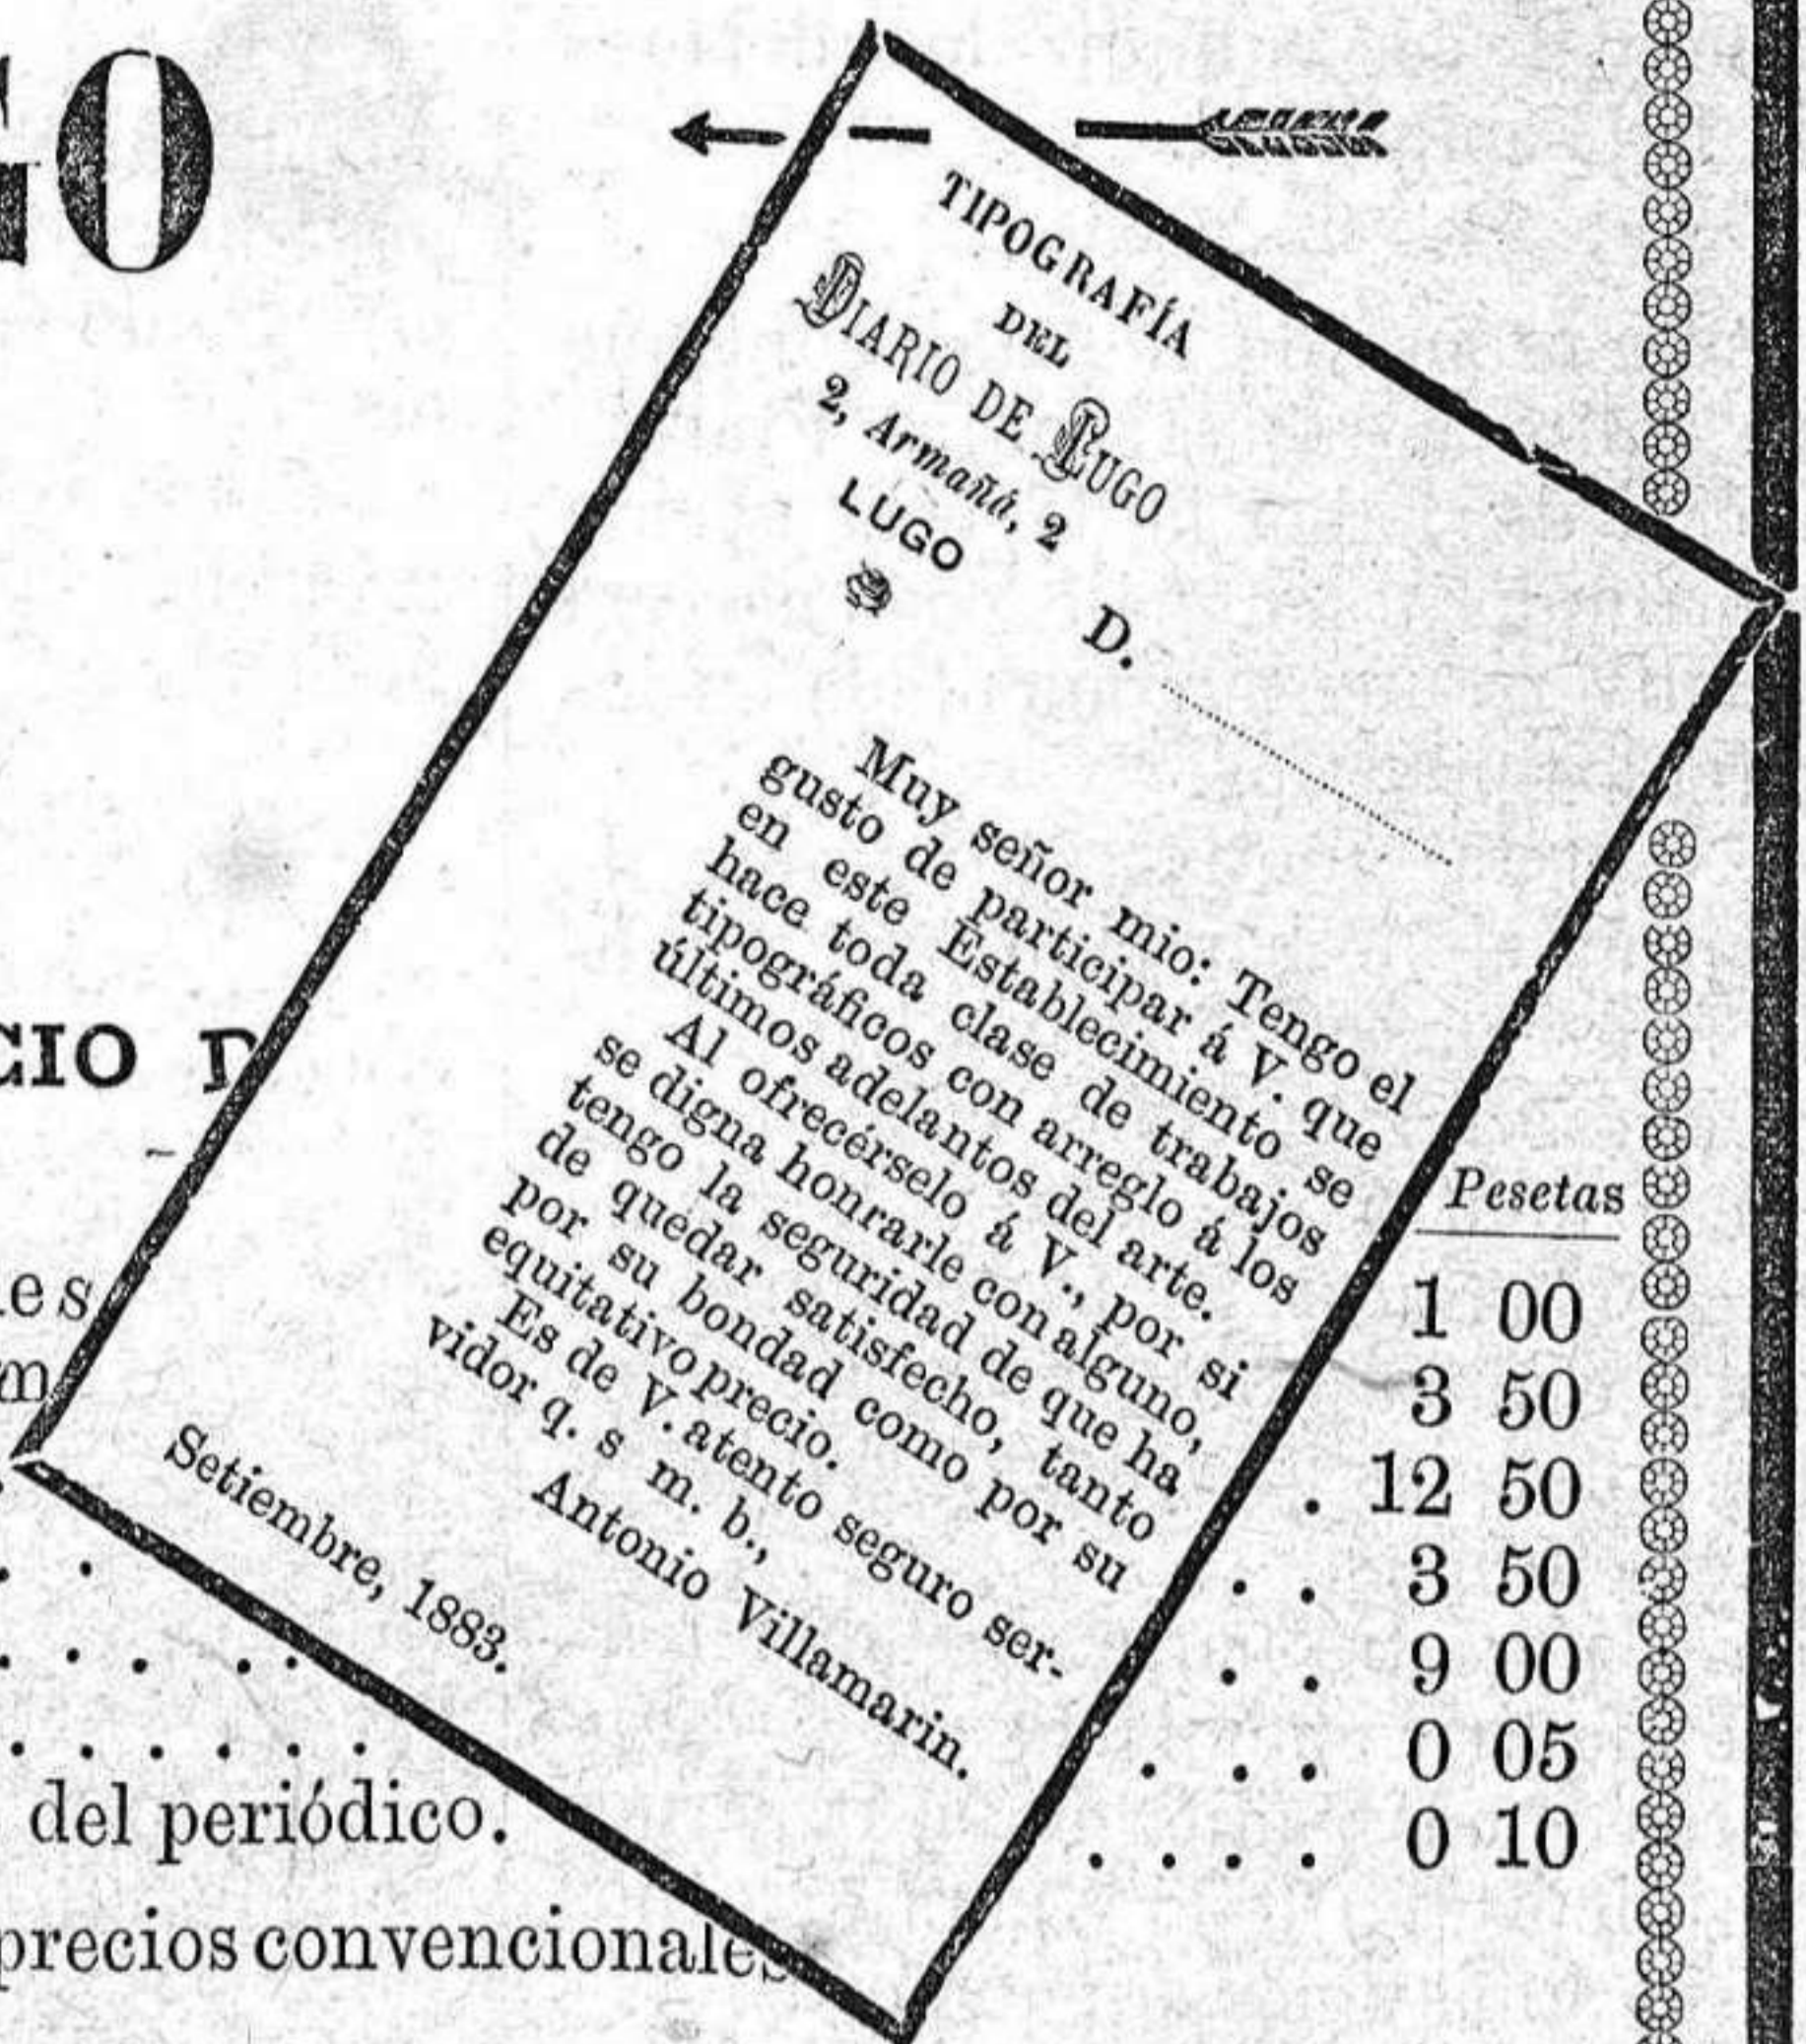 GO
TIPOGRAFÍA
DEL
DIARIO DE LUGO
2, Armañá, 2
LUGO
D.
Muy señor mio: Tengo el
gusto de participar á V. que
en este Establecimiento se
hace toda clase de trabajos
tipográficos con arreglo á los
últimos adelantos del arte.
Al ofrecérselo á V., por si
se digna honrarle con alguno,
tengo la seguridad de que ha
de quedar satisfecho, tanto
por su bondad como por su
equitativo precio.
Es de V. atento seguro ser-
vidor q. s m. b.,
Antonio Villamarin.
Setiembre, 1883.
CIO D
Pesetas
1 00
3 50
. 12 50
. . 3 50
. . 9 00
. . . 0 05
. . . . 0 10
del periódico.
precios convencionales